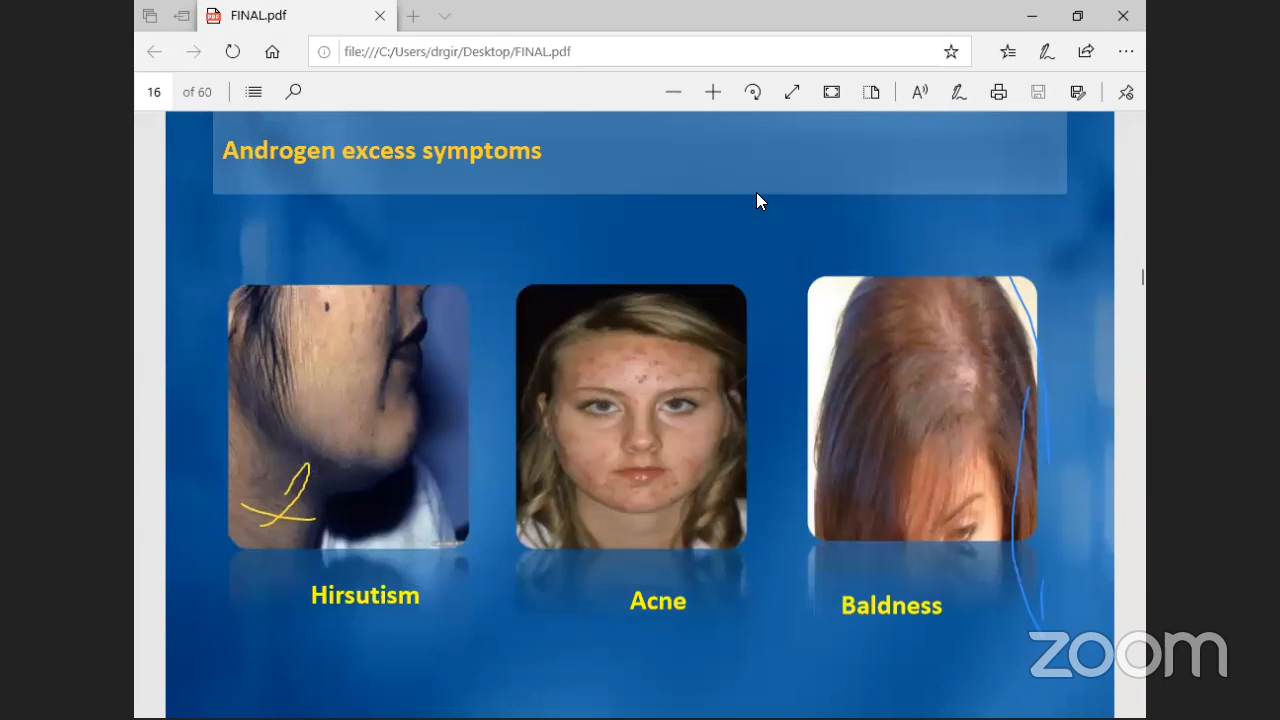 FINAL.pdf
file:///C:/Users/drgir/Desktop/FINAL.pdf
16 of 60
Androgen excess symptoms
Hirsutism
Acne
Baldness
zoom